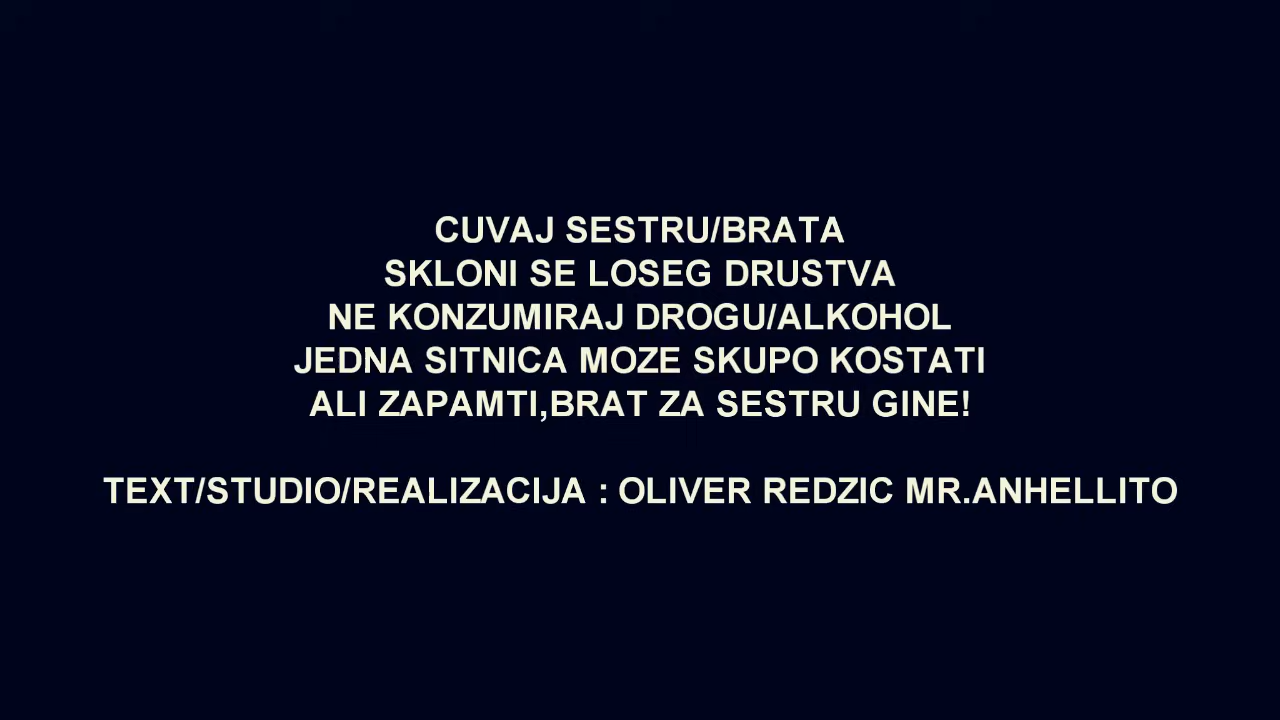 CUVAJ SESTRU/BRATA
SKLONI SE LOSEG DRUSTVA
NE KONZUMIRAJ DROGU/ALKOHOL
JEDNA SITNICA MOZE SKUPO KOSTATI
ALI ZAPAMTI,BRAT ZA SESTRU GINE!
TEXT/STUDIO/REALIZACIJA : OLIVER REDZIC MR.ANHELLITO